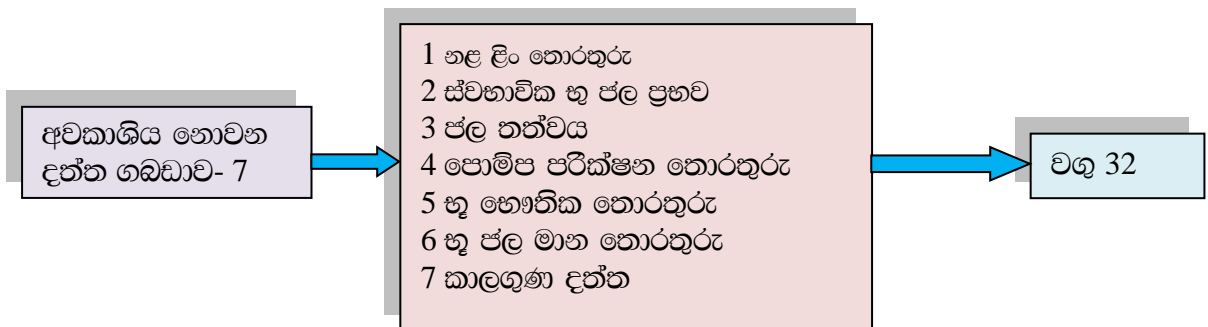 අවකාශිය නොවන
දත්ත ගබඩාව- 7
1 නළ ළිං තොරතුරු
2 ස්වභාවික භු ජල ප්‍රභව
3 ජල තත්වය
4 පොම්ප පරීක්ෂන තොරතුරු
5 භූ භෞතික තොරතුරු
6 භූ ජල මාන තොරතුරු
7 කාලගුණ දත්ත
වගු 32